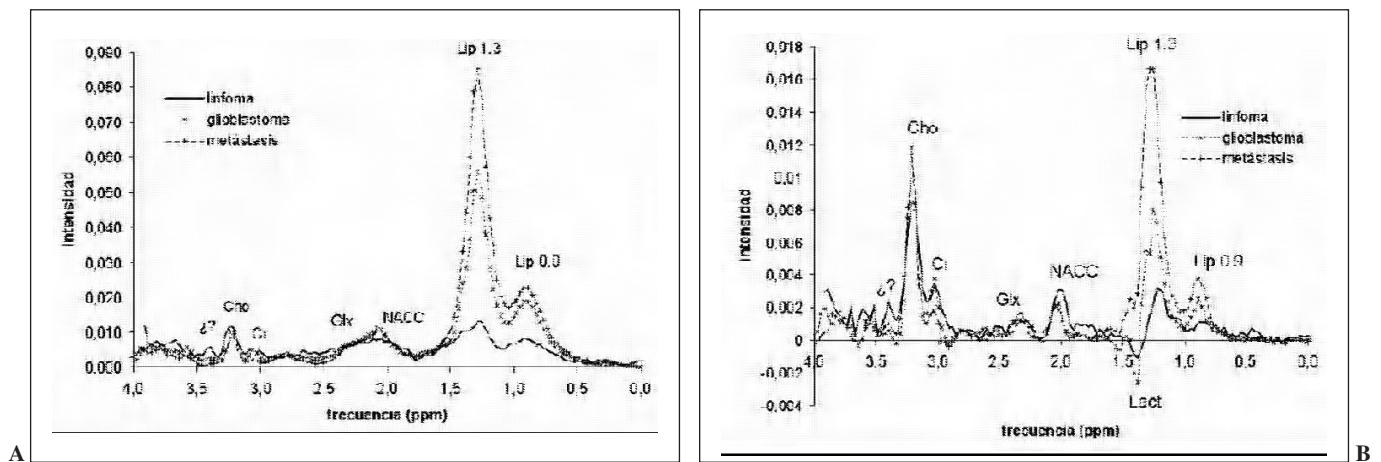 A
0,090
0,080
0,070
0,060
0,050
0,040
0,030
0,020
0,010
0,000
intensidad
linfoma
glioblastoma
metástasis
Lip 1.3
Lip 0.9
¿?
Cho
Cr
Glx
NACC
4,0 3,5 3,0 2,5 2,0 1,5 1,0 0,5 0,0
frecuencia (ppm)
B
0,018
0,016
0,014
0,012
0,01
0,008
0,006
0,004
0,002
0
-0,002
-0,004
intensidad
Lip 1.3
linfoma
glioblastoma
metástasis
Cho
¿?
Cr
Glx
NACC
Lip 0.9
4,0 3,5 3,0 2,5 2,0 1,5 1,0 0,5 0,0
Lact
frecuencia (ppm)